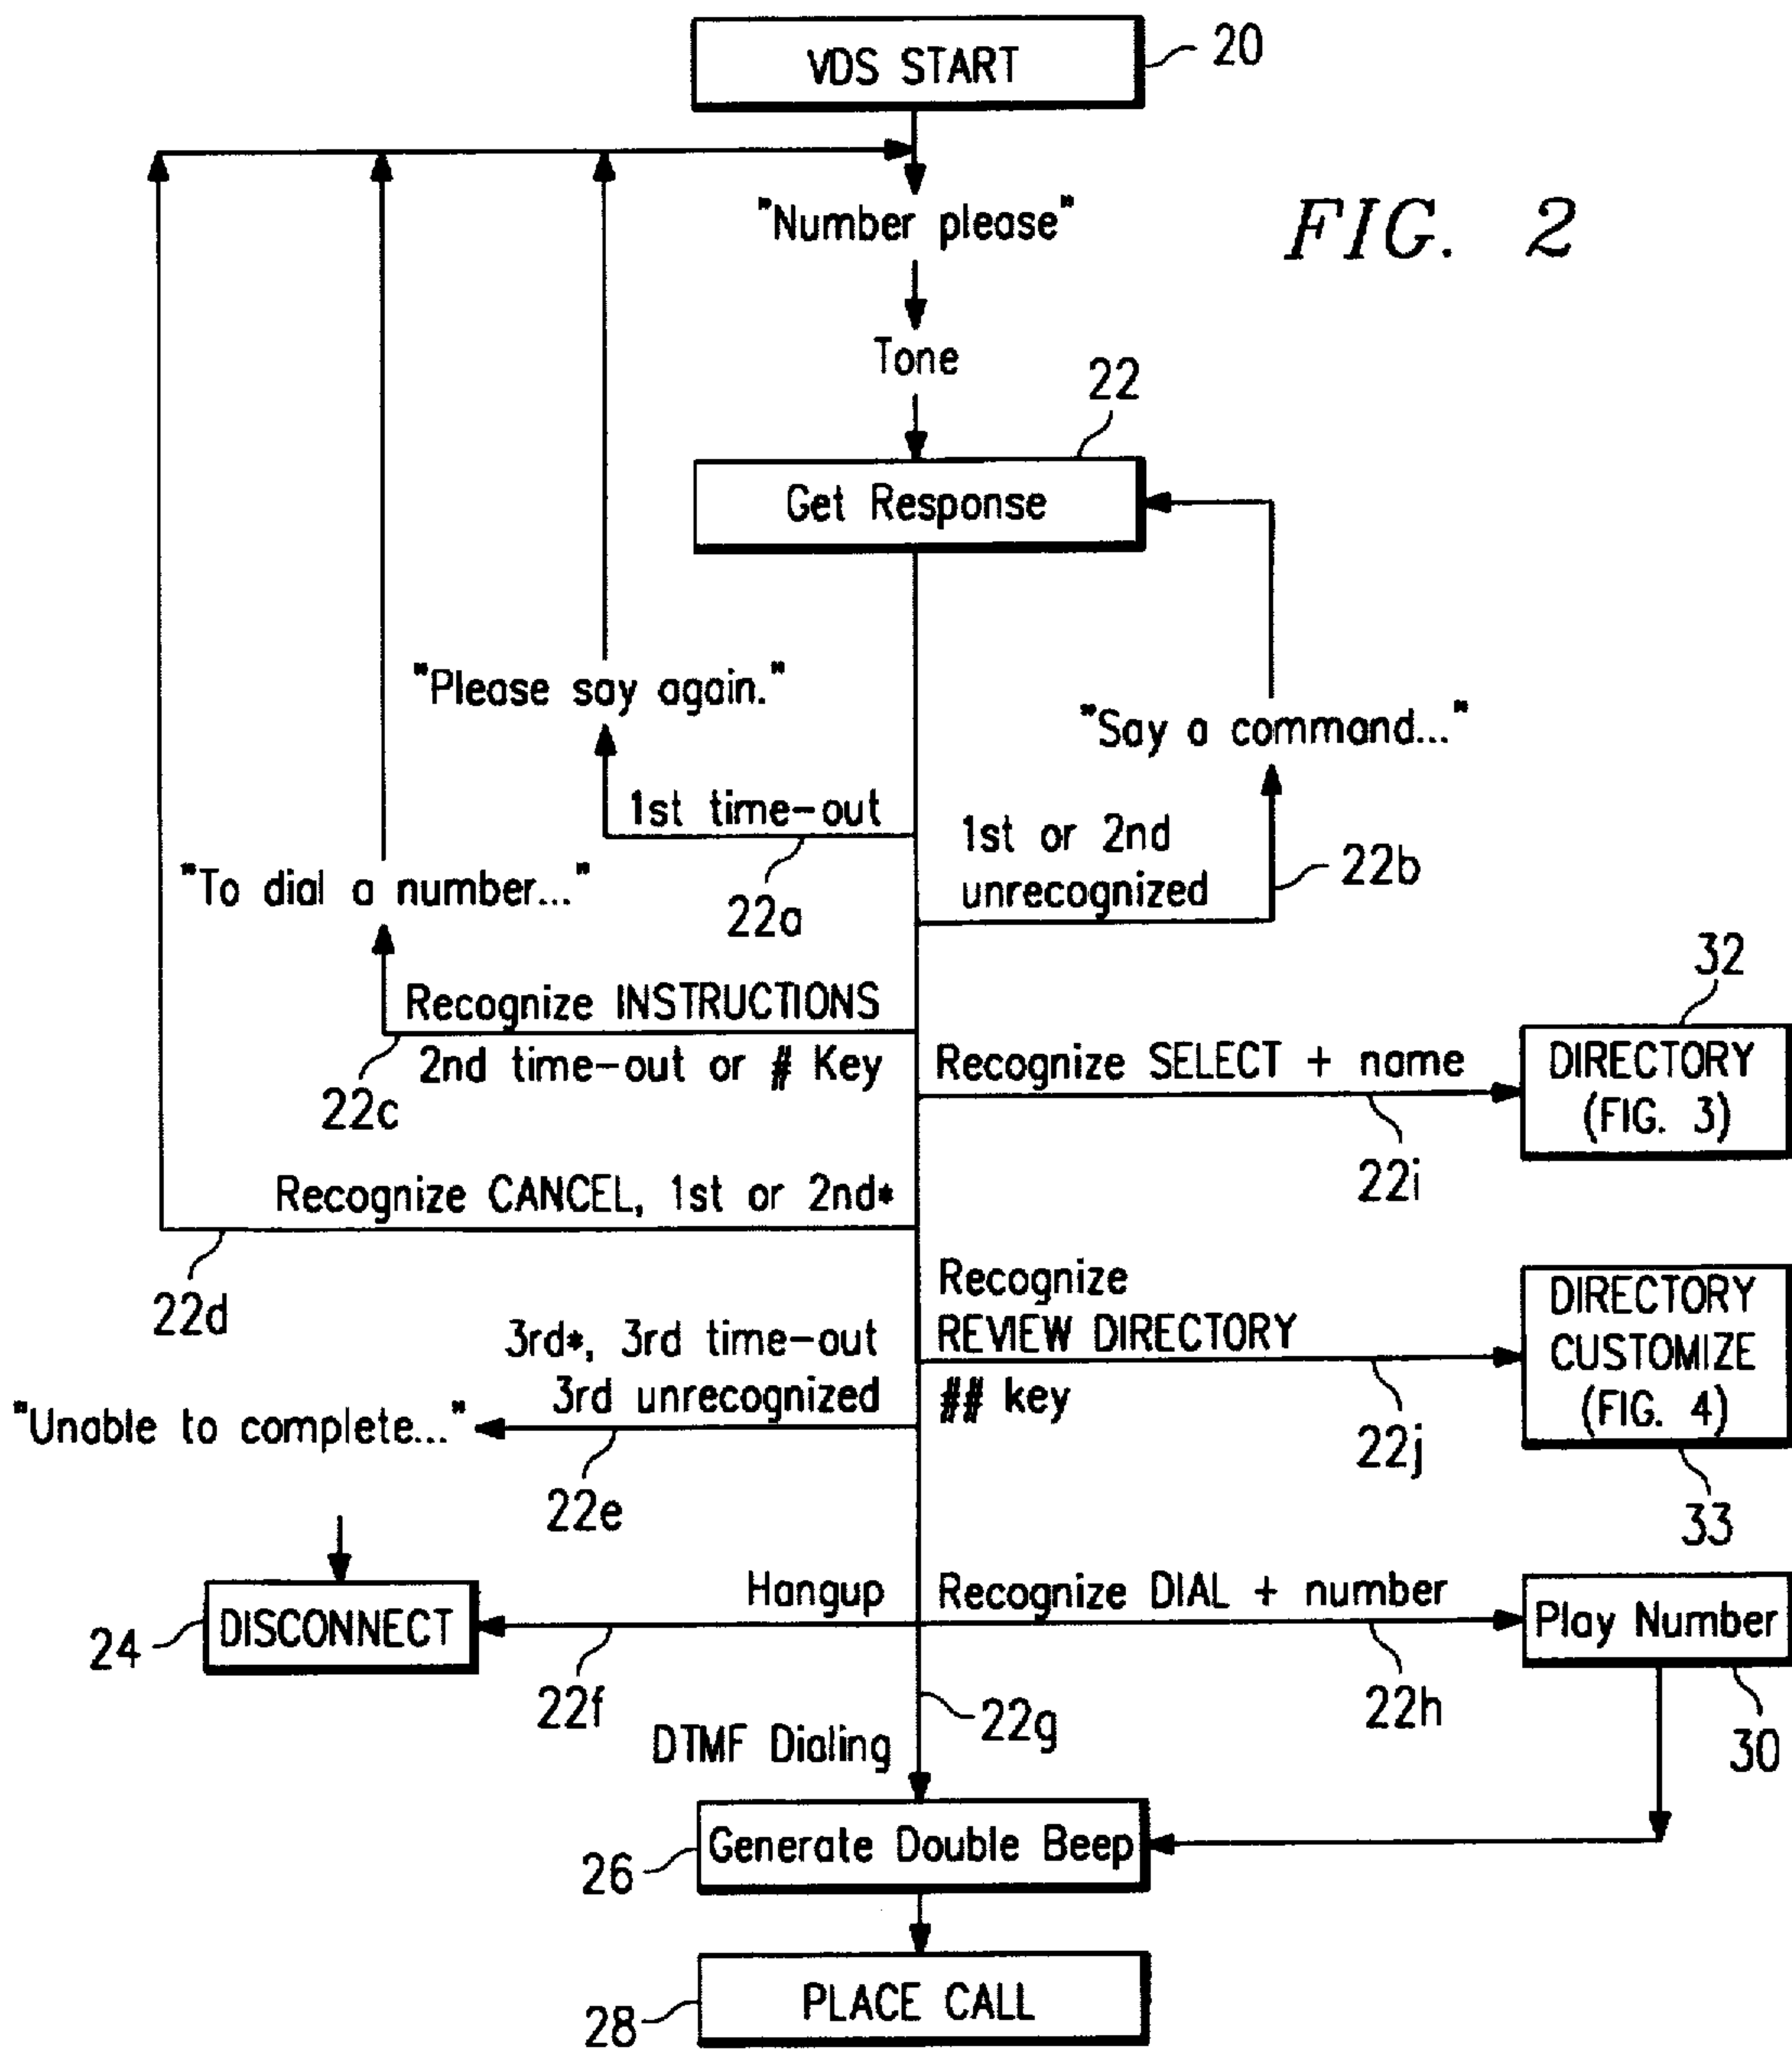 VDS START
20
"Number please"
FIG. 2
Tone
22
Get Response
"Please say again."
"Say a command..."
1st time-out
22a
1st or 2nd
unrecognized
22b
"To dial a number..."
Recognize INSTRUCTIONS
2nd time-out or # Key
22c
32
Recognize SELECT + name
DIRECTORY
(FIG. 3)
22i
Recognize CANCEL, 1st or 2nd*
22d
Recognize
REVIEW DIRECTORY
## key
22j
DIRECTORY
CUSTOMIZE
(FIG. 4)
33
3rd*, 3rd time-out
3rd unrecognized
"Unable to complete..."
22e
Hangup
Recognize DIAL + number
Play Number
24
DISCONNECT
22f
22g
22h
30
DTMF Dialing
26
Generate Double Beep
28
PLACE CALL